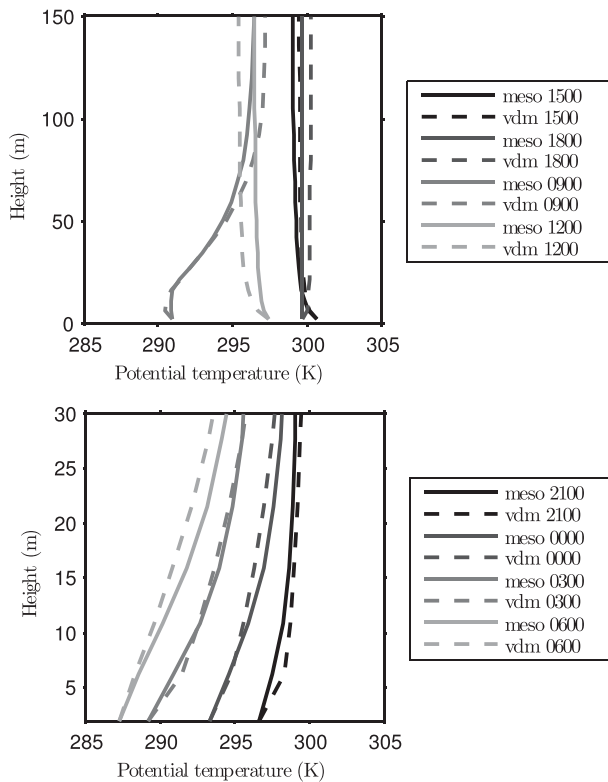 150
100
50
0
285
290
295
300
305
Height (m)
Potential temperature (K)
meso 1500
vdm 1500
meso 1800
vdm 1800
meso 0900
vdm 0900
meso 1200
vdm 1200
30
25
20
15
10
5
285
290
295
300
305
Height (m)
Potential temperature (K)
meso 2100
vdm 2100
meso 0000
vdm 0000
meso 0300
vdm 0300
meso 0600
vdm 0600